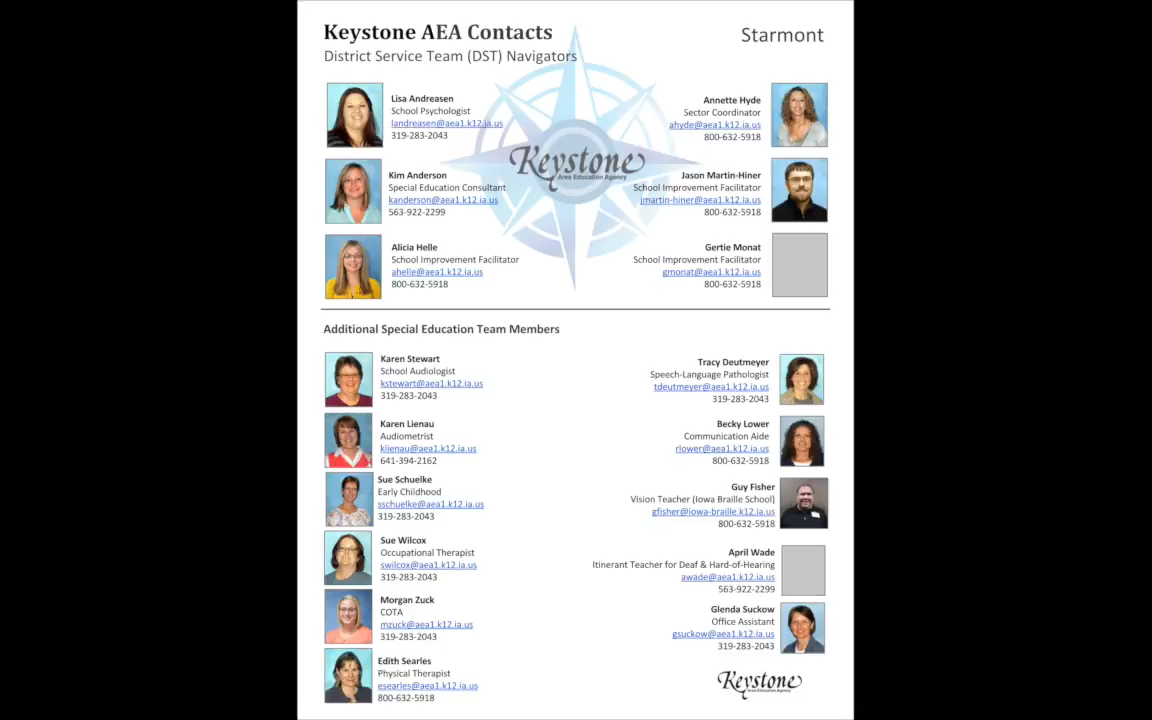 Keystone AEA Contacts
Starmont
District Service Team (DST) Navigators
Lisa Andreasen
School Psychologist
landreasen@aea1.k12.ia.us
319-283-2043
Annette Hyde
Sector Coordinator
ahyde@aea1.k12.ia.us
800-632-5918
Keystone
Area Education Agency
Kim Anderson
Special Education Consultant
kanderson@aea1.k12.ia.us
563-922-2299
Jason Martin-Hiner
School Improvement Facilitator
jmartin-hiner@aea1.k12.ia.us
800-632-5918
Alicia Helle
School Improvement Facilitator
ahelle@aea1.k12.ia.us
800-632-5918
Gertie Monat
School Improvement Facilitator
gmonat@aea1.k12.ia.us
800-632-5918
Additional Special Education Team Members
Karen Stewart
School Audiologist
kstewart@aea1.k12.ia.us
319-283-2043
Tracy Deutmeyer
Speech-Language Pathologist
tdeutmeyer@aea1.k12.ia.us
319-283-2043
Karen Lienau
Audiometrist
klienau@aea1.k12.ia.us
641-394-2162
Becky Lower
Communication Aide
rlower@aea1.k12.ia.us
800-632-5918
Sue Schuelke
Early Childhood
sschuelke@aea1.k12.ia.us
319-283-2043
Guy Fisher
Vision Teacher (Iowa Braille School)
gfisher@iowa-braille.k12.ia.us
800-632-5918
Sue Wilcox
Occupational Therapist
swilcox@aea1.k12.ia.us
319-283-2043
April Wade
Itinerant Teacher for Deaf & Hard-of-Hearing
awade@aea1.k12.ia.us
563-922-2299
Morgan Zuck
COTA
mzuck@aea1.k12.ia.us
319-283-2043
Glenda Suckow
Office Assistant
gsuckow@aea1.k12.ia.us
319-283-2043
Edith Searles
Physical Therapist
esearles@aea1.k12.ia.us
800-632-5918
Keystone
Area Education Agency